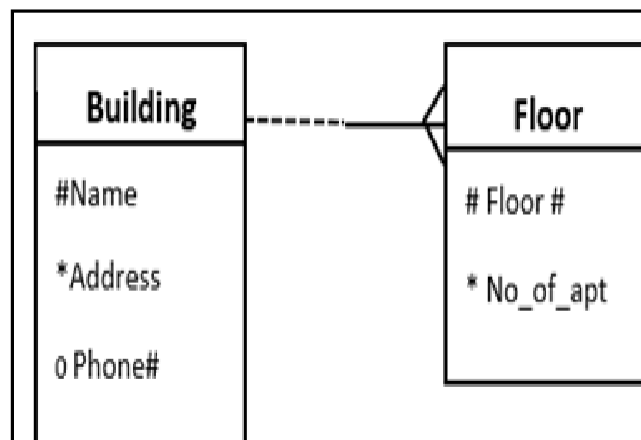 Building
#Name
*Address
o Phone#
Floor
# Floor #
* No_of_apt